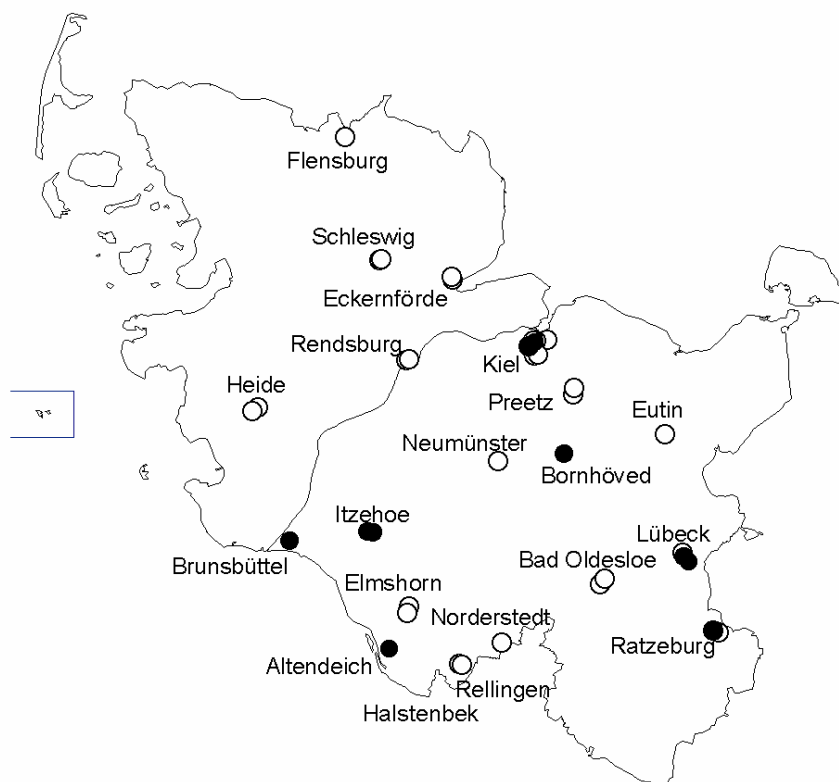 Flensburg
Schleswig
Eckernförde
Rendsburg
Kiel
Heide
Preetz
Eutin
Neumünster
Bornhöved
Itzehoe
Lübeck
Brunsbüttel
Bad Oldesloe
Elmshorn
Norderstedt
Ratzeburg
Altendeich
Rellingen
Halstenbek